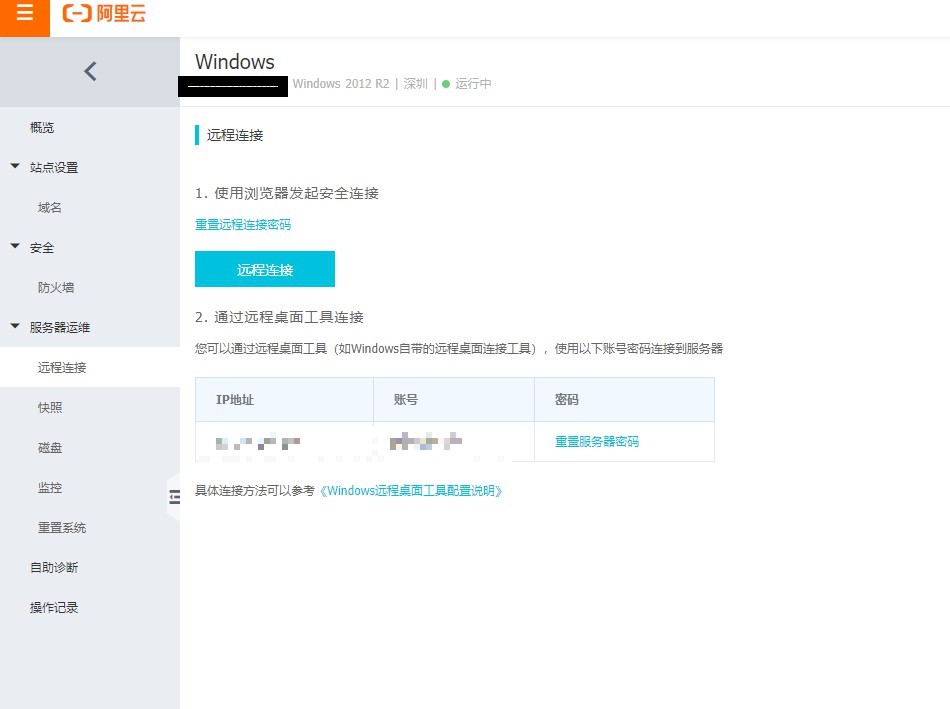 阿里云
Windows
Windows 2012 R2 | 深圳 | 运行中
概览
站点设置
域名
安全
防火墙
服务器运维
远程连接
快照
磁盘
监控
重置系统
自助诊断
操作记录
远程连接
1. 使用浏览器发起安全连接
重置远程连接密码
远程连接
2. 通过远程桌面工具连接
您可以通过远程桌面工具（如Windows自带的远程桌面连接工具），使用以下账号密码连接到服务器
IP地址 账号 密码
重置服务器密码
具体连接方法可以参考《Windows远程桌面工具配置说明》